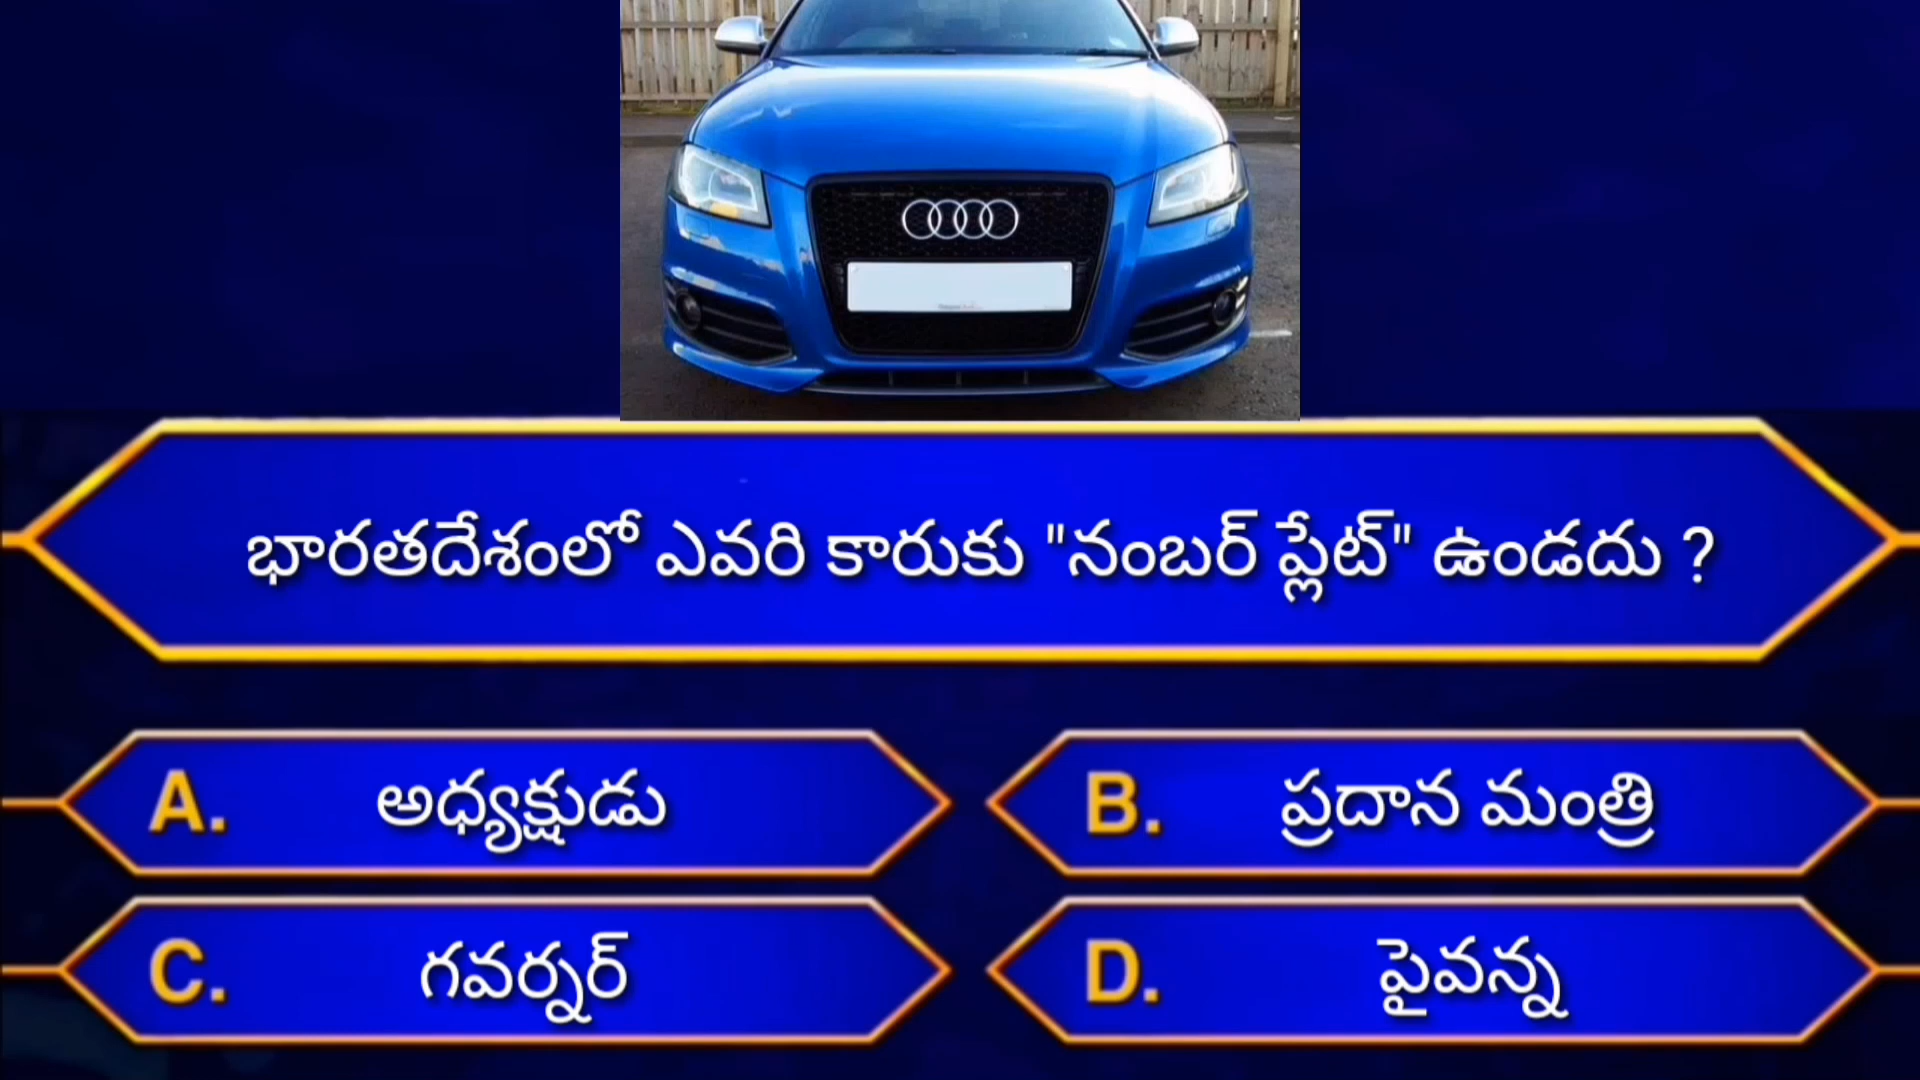 భారతదేశంలో ఎవరి కారుకు "నంబర్ ప్లేట్" ఉండదు ?
A. అధ్యక్షుడు
B. ప్రదాన మంత్రి
C. గవర్నర్
D. పైవన్న